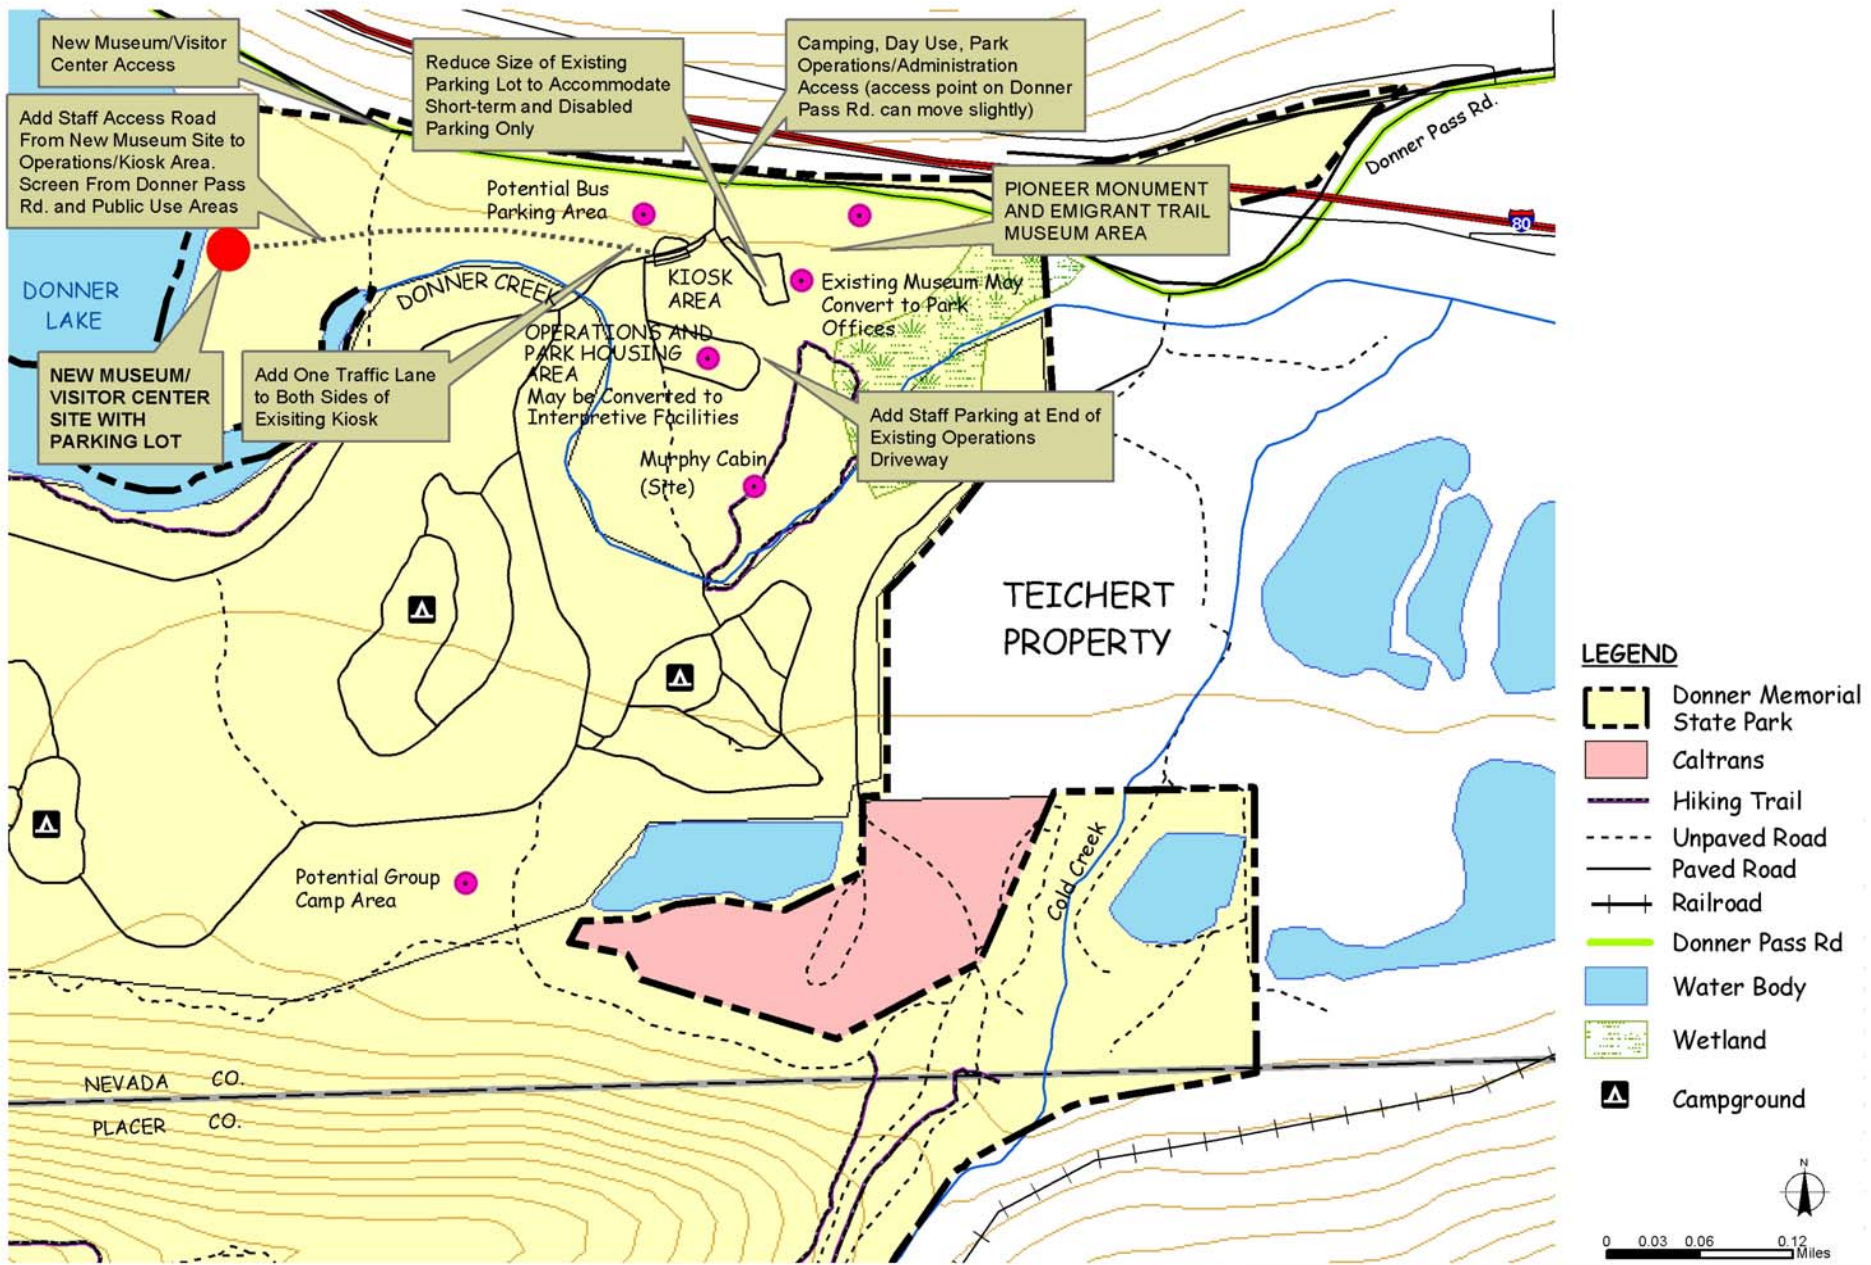 New Museum/Visitor
Center Access
Add Staff Access Road
From New Museum Site to
Operations/Kiosk Area.
Screen From Donner Pass
Rd. and Public Use Areas
Reduce Size of Existing
Parking Lot to Accommodate
Short-term and Disabled
Parking Only
Camping, Day Use, Park
Operations/Administration
Access (access point on Donner
Pass Rd. can move slightly)
Donner Pass Rd.
80
PIONEER MONUMENT
AND EMIGRANT TRAIL
MUSEUM AREA
Potential Bus
Parking Area
DONNER
LAKE
DONNER CREEK
KIOSK
AREA
Existing Museum May
Convert to Park
Offices
OPERATIONS AND
PARK HOUSING
AREA
May be Converted to
Interpretive Facilities
NEW MUSEUM/
VISITOR CENTER
SITE WITH
PARKING LOT
Add One Traffic Lane
to Both Sides of
Exisiting Kiosk
Add Staff Parking at End of
Existing Operations
Driveway
Murphy Cabin
(Site)
TEICHERT
PROPERTY
Potential Group
Camp Area
Cold Creek
NEVADA CO.
PLACER CO.
LEGEND
Donner Memorial
State Park
Caltrans
Hiking Trail
Unpaved Road
Paved Road
Railroad
Donner Pass Rd
Water Body
Wetland
Campground
N
0 0.03 0.06 0.12
Miles